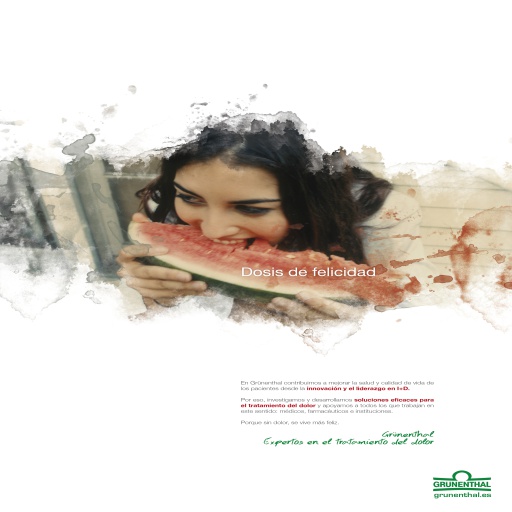 Dosis de felicidad
En Grünenthal contribuimos a mejorar la salud y calidad de vida de
los pacientes desde la innovación y el liderazgo en I+D.
Por eso, investigamos y desarrollamos soluciones eficaces para
el tratamiento del dolor y apoyamos a todos los que trabajan en
este sentido: médicos, farmacéuticos e instituciones.
Porque sin dolor, se vive más feliz.
Grünenthal
Expertos en el tratamiento del dolor
GRÜNENTHAL
grunenthal.es